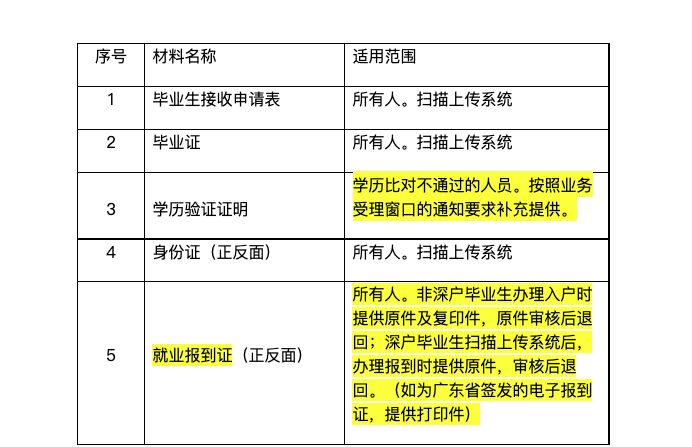 序号 材料名称 适用范围
1 毕业生接收申请表 所有人。扫描上传系统
2 毕业证 所有人。扫描上传系统
3 学历验证证明 学历比对不通过的人员。按照业务
受理窗口的通知要求补充提供。
4 身份证（正反面） 所有人。扫描上传系统
5 就业报到证（正反面） 所有人。非深户毕业生办理入户时
提供原件及复印件，原件审核后退
回；深户毕业生扫描上传系统后，
办理报到时提供原件，审核后退
回。（如为广东省签发的电子报到
证，提供打印件）